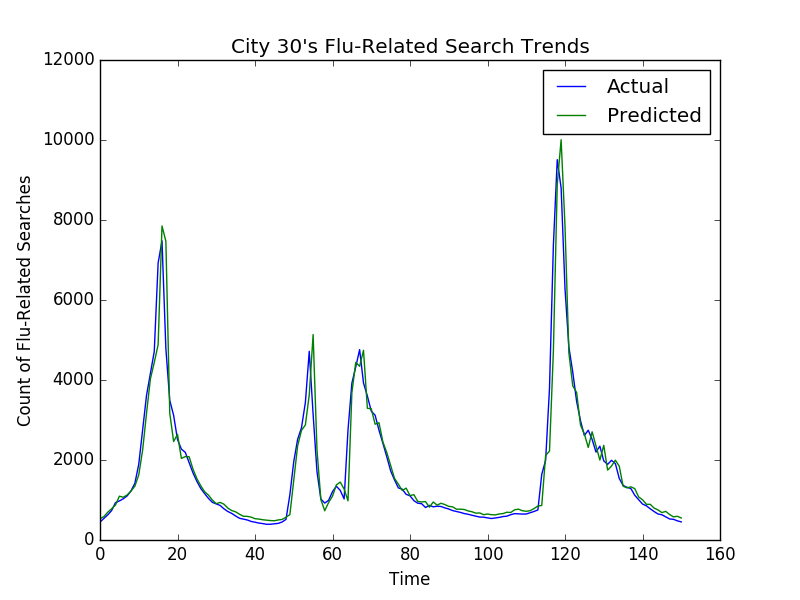 City 30's Flu-Related Search Trends
12000
10000
8000
6000
4000
2000
0
Count of Flu-Related Searches
Actual
Predicted
0 20 40 60 80 100 120 140 160
Time